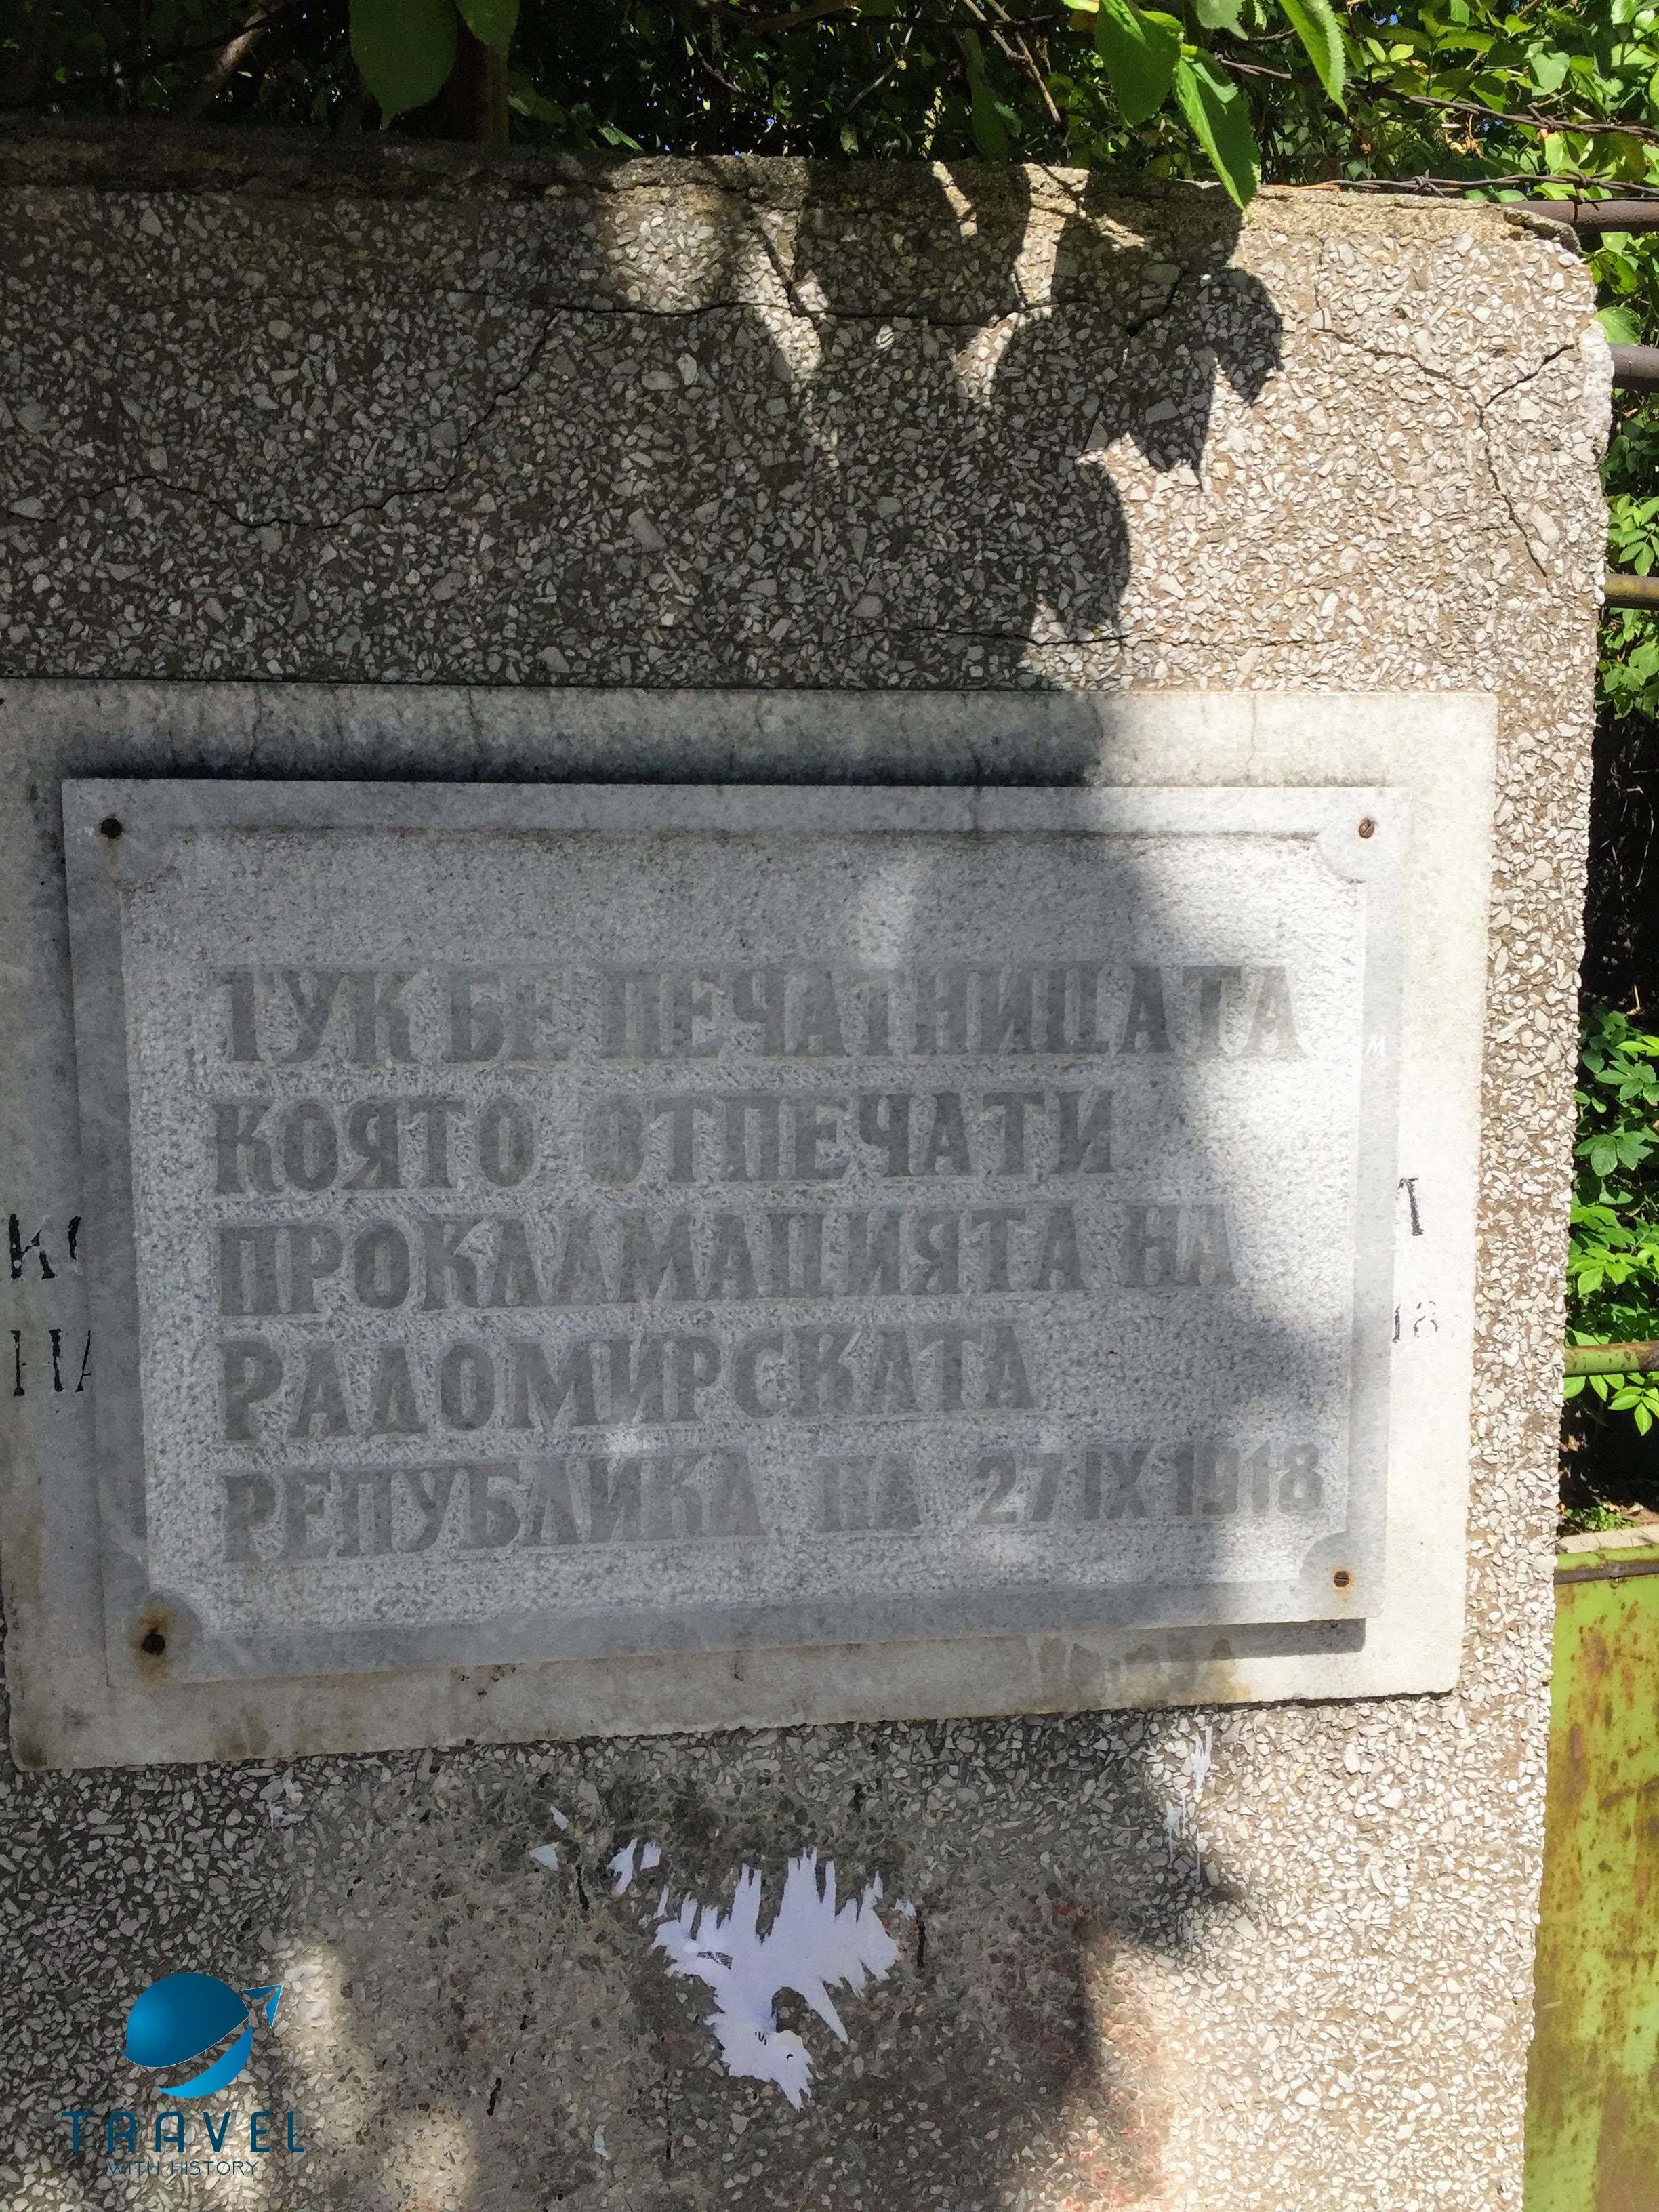 ТУК БЕ ПЕЧАТНИЦАТА
КОЯТО ОТПЕЧАТИ
ПРОКЛАМАЦИЯТА НА
РАДОМИРСКАТА
РЕПУБЛИКА НА 27 IX 1918
TRAVEL
WITH HISTORY